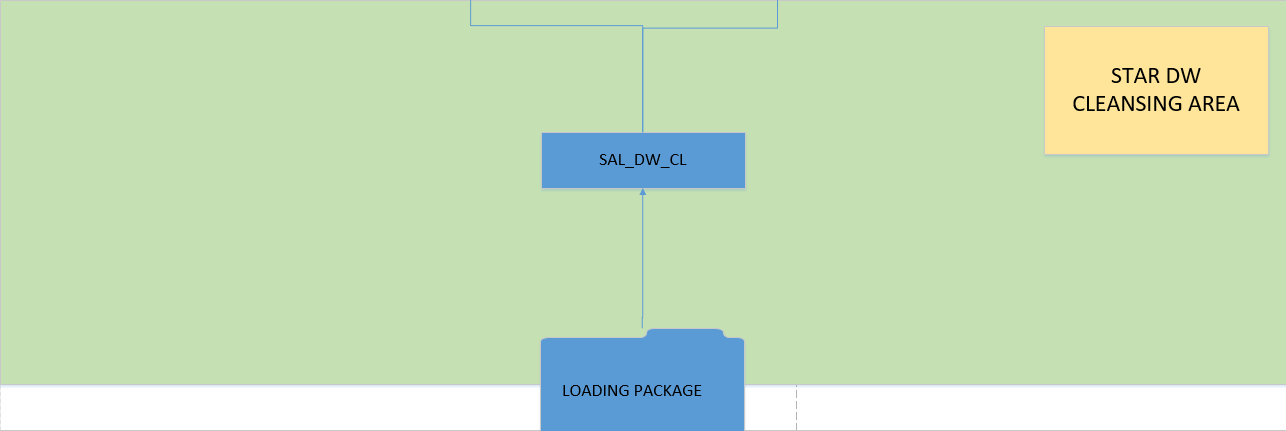 STAR DW
CLEANSING AREA
SAL_DW_CL
LOADING PACKAGE